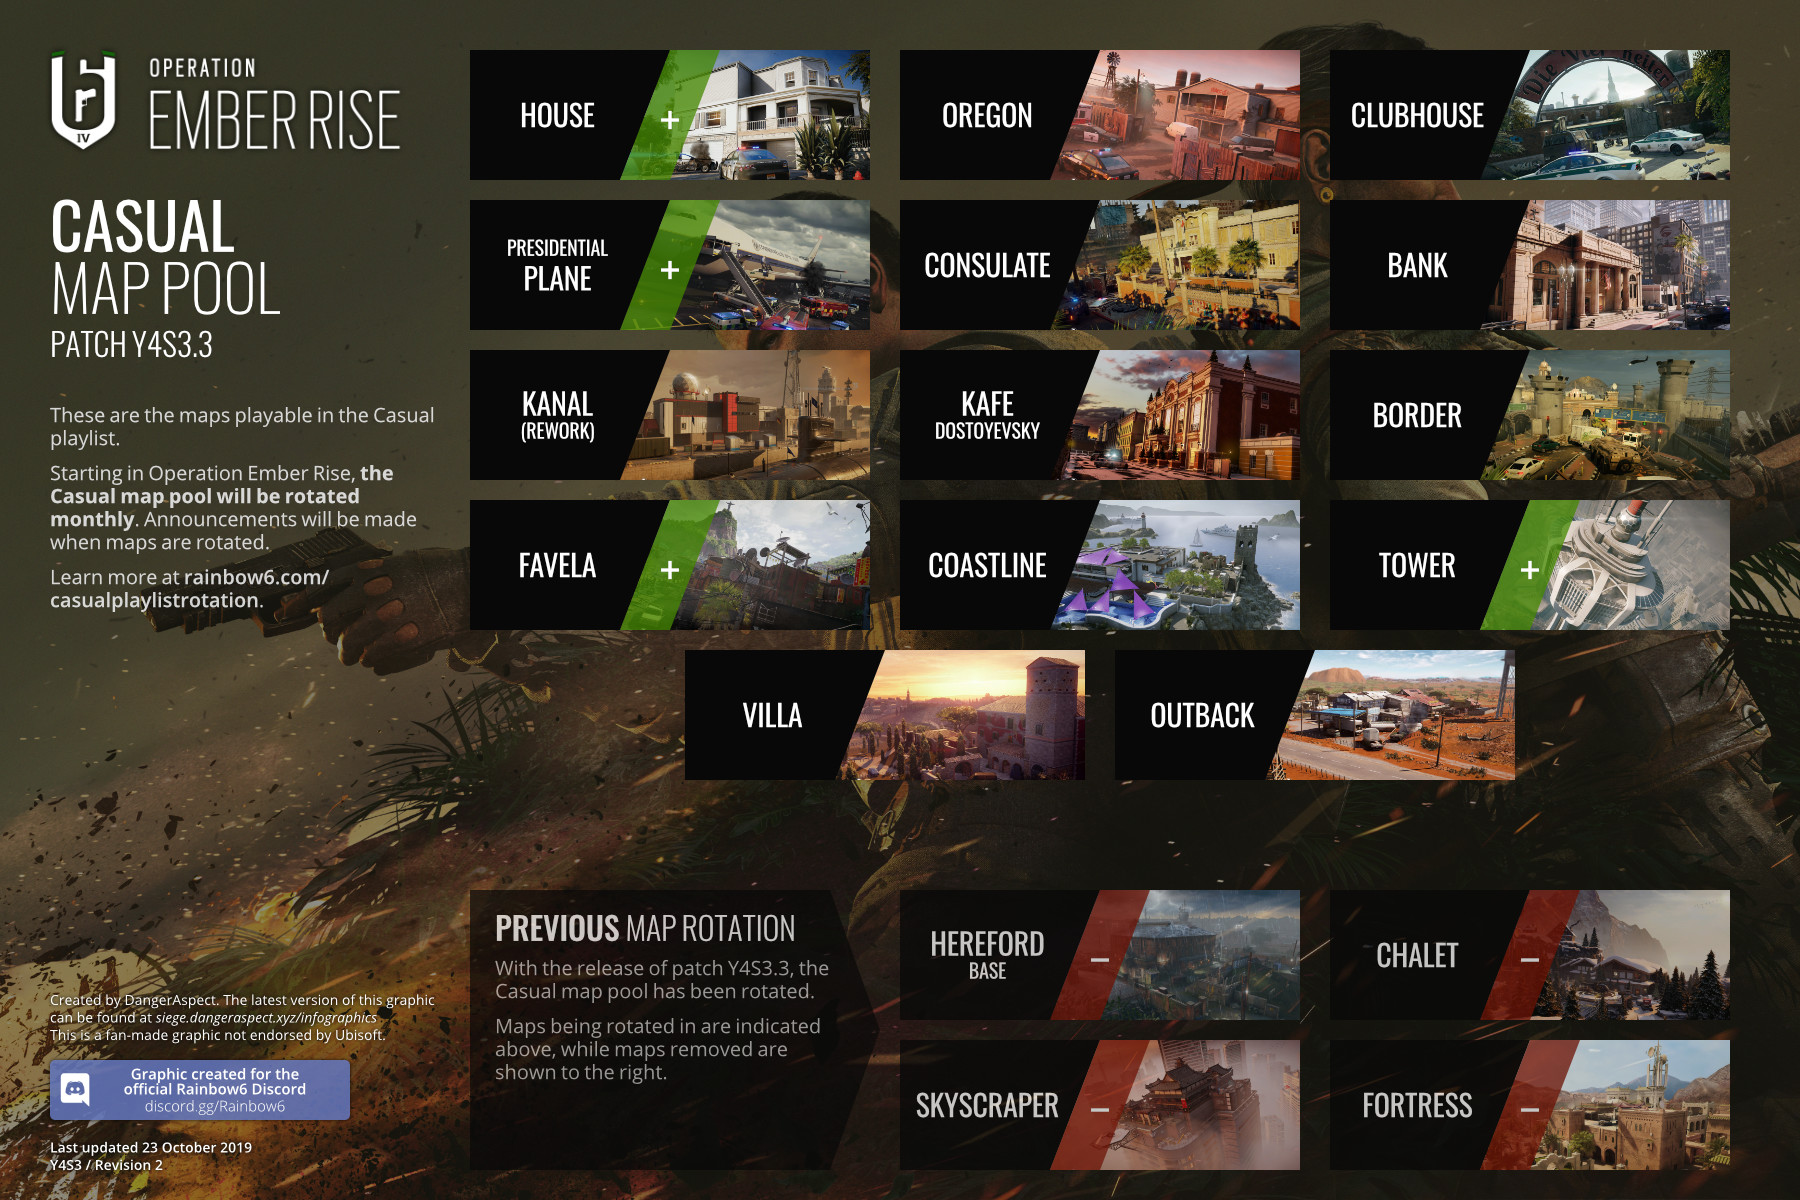 IV
OPERATION
EMBER RISE
CASUAL
MAP POOL
PATCH Y4S3.3
These are the maps playable in the Casual
playlist.
Starting in Operation Ember Rise, the
Casual map pool will be rotated
monthly. Announcements will be made
when maps are rotated.
Learn more at rainbow6.com/
casualplaylistrotation.
HOUSE
+
OREGON
CLUBHOUSE
Die Vier Reiter
PRESIDENTIAL
PLANE
+
CONSULATE
BANK
KANAL
(REWORK)
KAFE
DOSTOYEVSKY
BORDER
FAVELA
+
COASTLINE
TOWER
+
VILLA
OUTBACK
PREVIOUS MAP ROTATION
With the release of patch Y4S3.3, the
Casual map pool has been rotated.
Maps being rotated in are indicated
above, while maps removed are
shown to the right.
HEREFORD
BASE
–
CHALET
–
SKYSCRAPER
–
FORTRESS
–
Created by DangerAspect. The latest version of this graphic
can be found at siege.dangeraspect.xyz/infographics
This is a fan-made graphic not endorsed by Ubisoft.
Graphic created for the
official Rainbow6 Discord
discord.gg/Rainbow6
Last updated 23 October 2019
Y4S3 / Revision 2